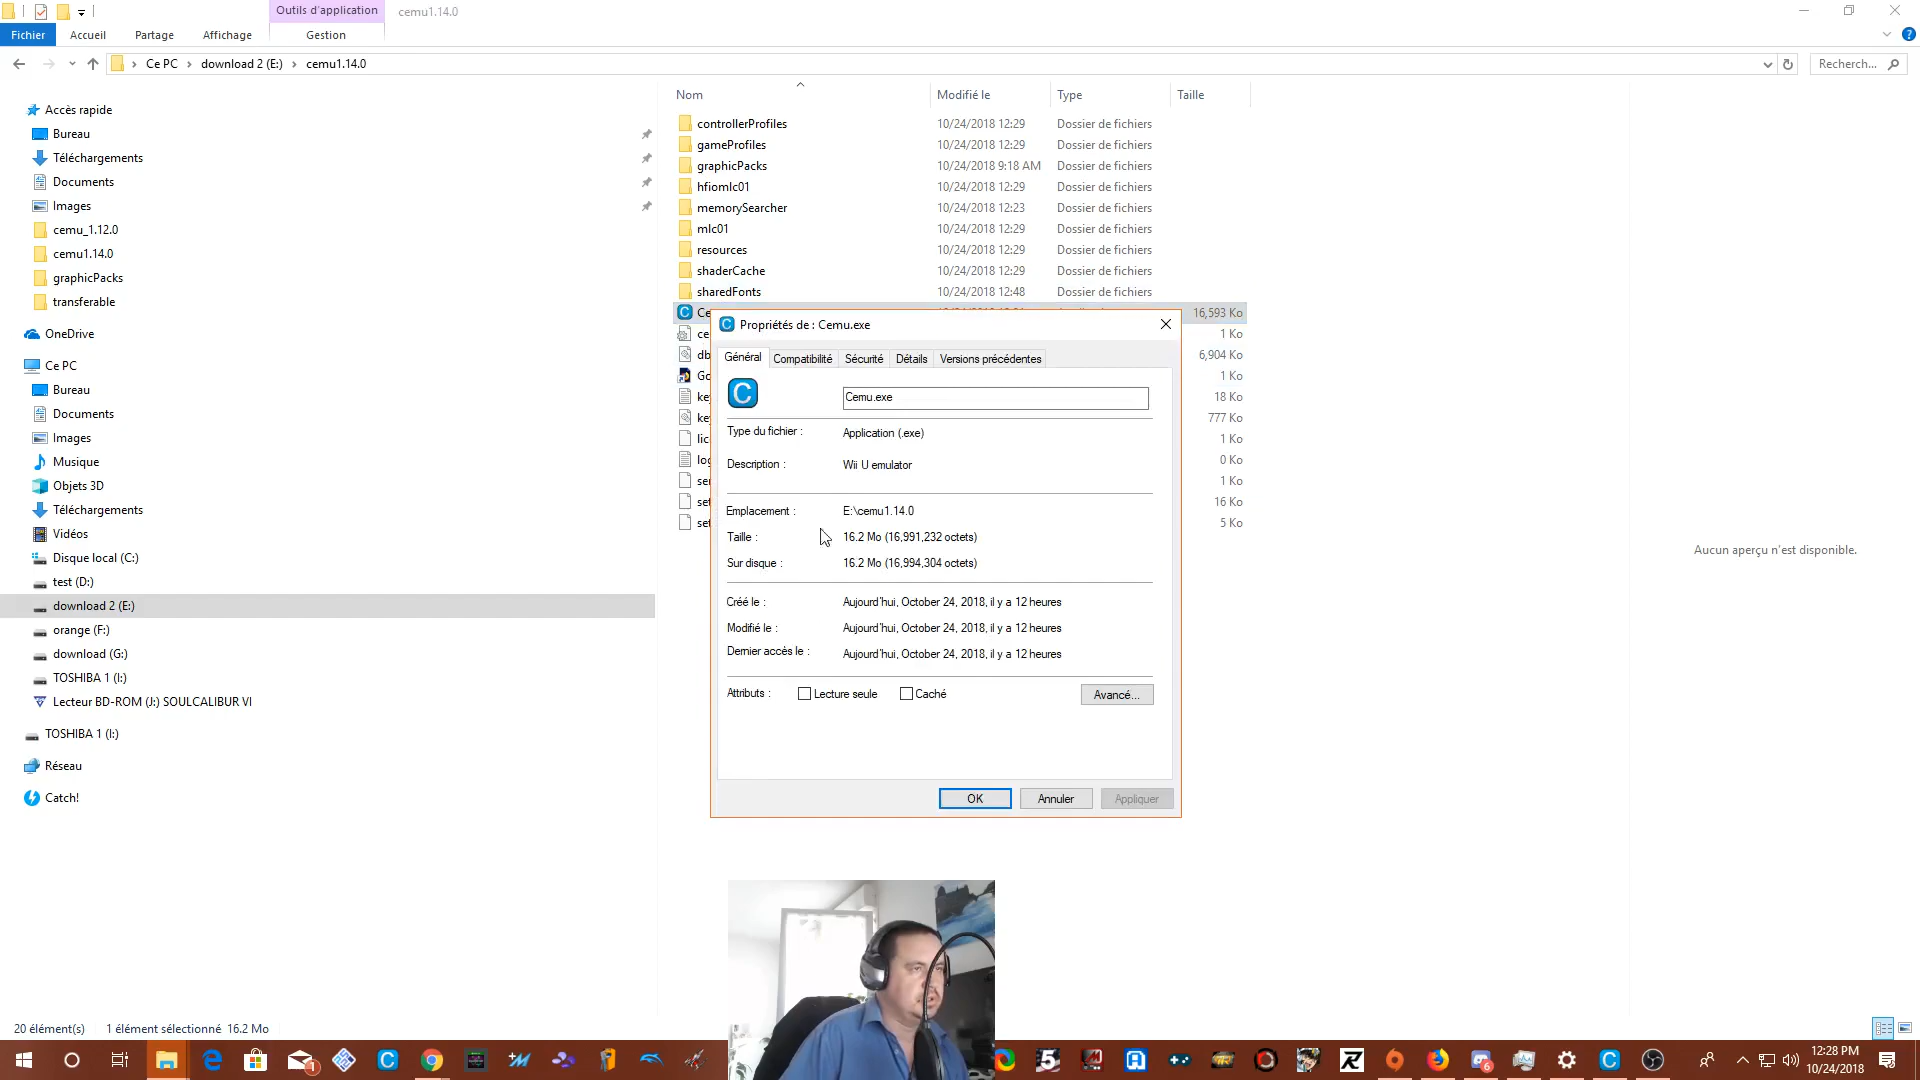 Outils d'application
cemu1.14.0
Fichier
Accueil
Partage
Affichage
Gestion
Ce PC
download 2 (E:)
cemu1.14.0
Recherch...
Nom
Modifié le
Type
Taille
Accès rapide
Bureau
Téléchargements
Documents
Images
cemu_1.12.0
cemu1.14.0
graphicPacks
transferable
OneDrive
Ce PC
Bureau
Documents
Images
Musique
Objets 3D
Téléchargements
Vidéos
Disque local (C:)
test (D:)
download 2 (E:)
orange (F:)
download (G:)
TOSHIBA 1 (I:)
Lecteur BD-ROM (J:) SOULCALIBUR VI
TOSHIBA 1 (I:)
Réseau
Catch!
controllerProfiles 10/24/2018 12:29 Dossier de fichiers
gameProfiles 10/24/2018 12:29 Dossier de fichiers
graphicPacks 10/24/2018 9:18 AM Dossier de fichiers
hfiomlc01 10/24/2018 12:29 Dossier de fichiers
memorySearcher 10/24/2018 12:23 Dossier de fichiers
mlc01 10/24/2018 12:29 Dossier de fichiers
resources 10/24/2018 12:29 Dossier de fichiers
shaderCache 10/24/2018 12:29 Dossier de fichiers
sharedFonts 10/24/2018 12:48 Dossier de fichiers
Ce 16,593 Ko
ce 1 Ko
db 6,904 Ko
Go 1 Ko
key 18 Ko
key 777 Ko
lic 1 Ko
log 0 Ko
ser 1 Ko
set 16 Ko
set 5 Ko
Propriétés de : Cemu.exe
Général
Compatibilité
Sécurité
Détails
Versions précédentes
Cemu.exe
Type du fichier : Application (.exe)
Description : Wii U emulator
Emplacement : E:\cemu1.14.0
Taille : 16.2 Mo (16,991,232 octets)
Sur disque : 16.2 Mo (16,994,304 octets)
Créé le : Aujourd'hui, October 24, 2018, il y a 12 heures
Modifié le : Aujourd'hui, October 24, 2018, il y a 12 heures
Dernier accès le : Aujourd'hui, October 24, 2018, il y a 12 heures
Attributs : Lecture seule Caché Avancé...
OK
Annuler
Appliquer
Aucun aperçu n'est disponible.
20 élément(s)
1 élément sélectionné 16.2 Mo
12:28 PM
10/24/2018